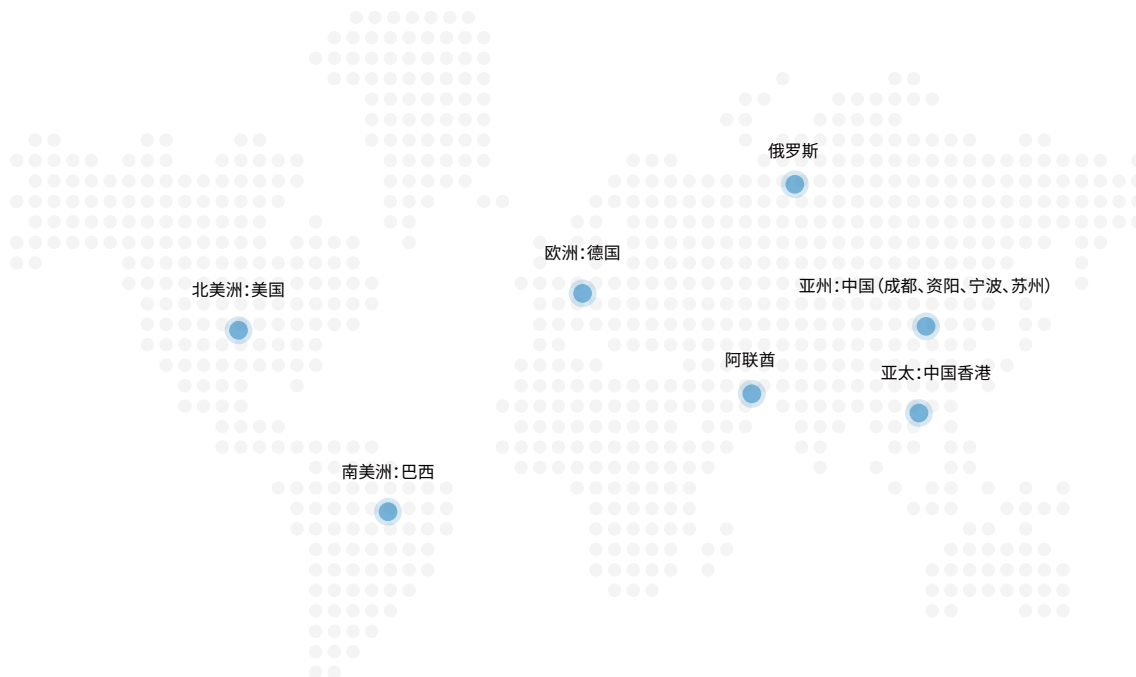 俄罗斯
欧洲：德国
亚州：中国（成都、资阳、宁波、苏州）
北美洲：美国
阿联酋
亚太：中国香港
南美洲：巴西